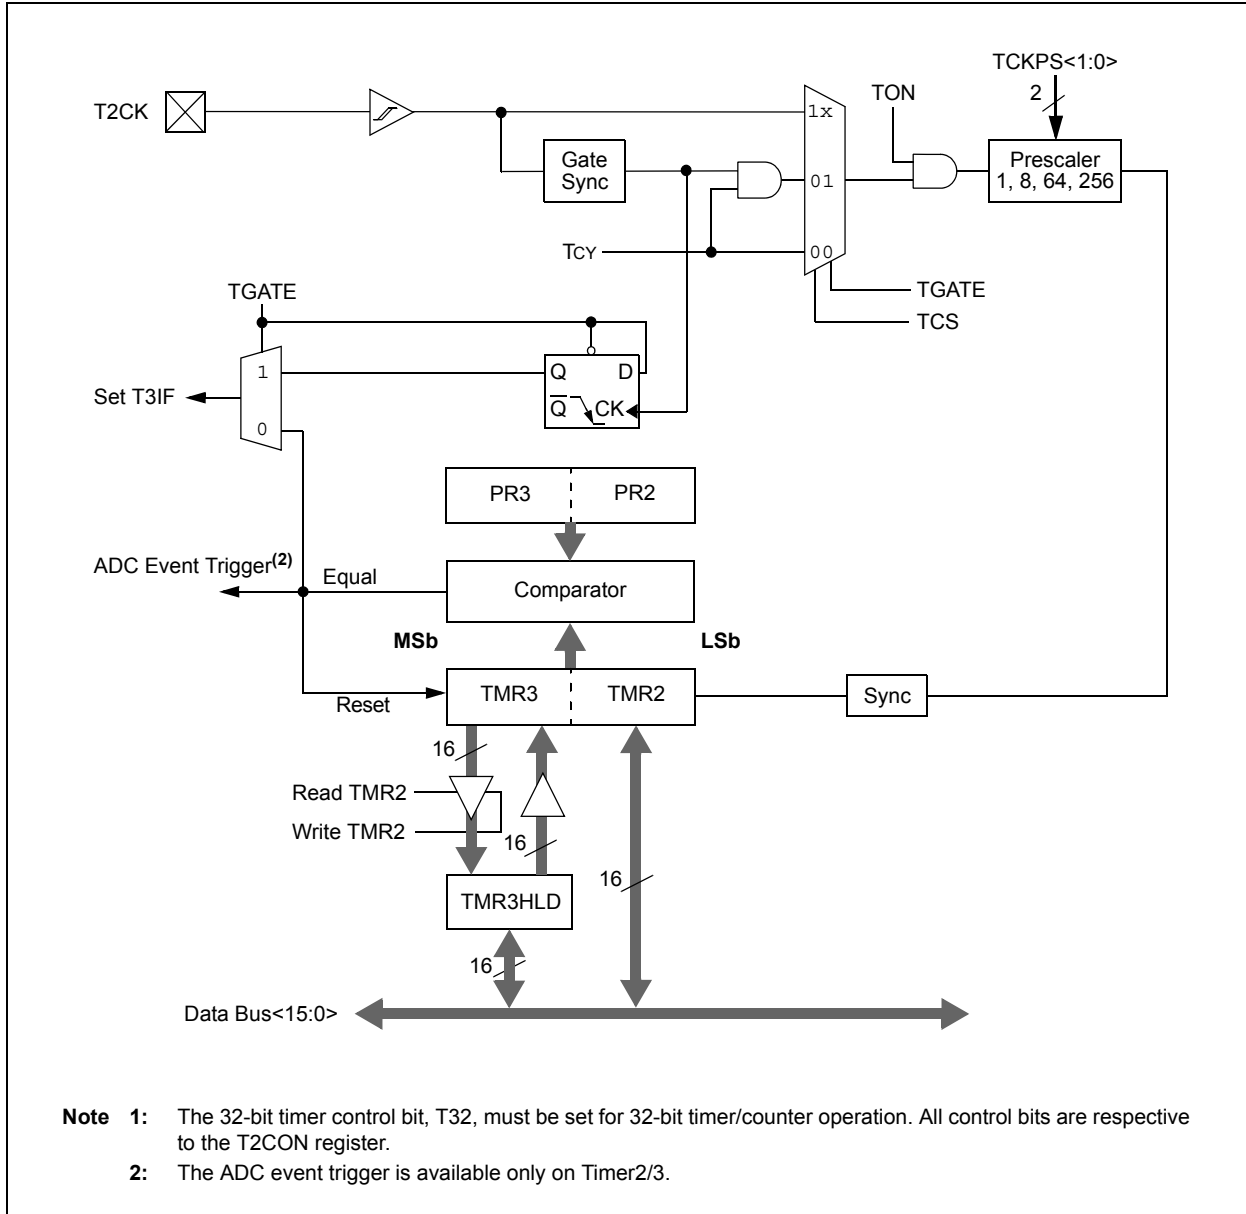 TCKPS<1:0>
2
T2CK
1x
TON
Gate
Sync
Prescaler
1, 8, 64, 256
01
TCY
00
TGATE
TGATE
TCS
1
Q
D
Set T3IF
Q
CK
0
PR3
PR2
ADC Event Trigger(2)
Equal
Comparator
MSb
LSb
TMR3
TMR2
Sync
Reset
16
Read TMR2
Write TMR2
16
16
TMR3HLD
16
Data Bus<15:0>
Note 1: The 32-bit timer control bit, T32, must be set for 32-bit timer/counter operation. All control bits are respective
to the T2CON register.
2: The ADC event trigger is available only on Timer2/3.